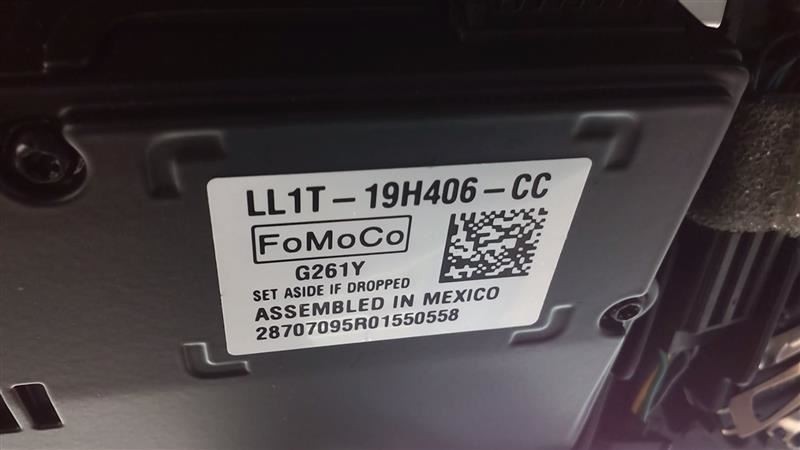 LL1T-19H406-CC
FoMoCo
G261Y
SET ASIDE IF DROPPED
ASSEMBLED IN MEXICO
28707095R01550558